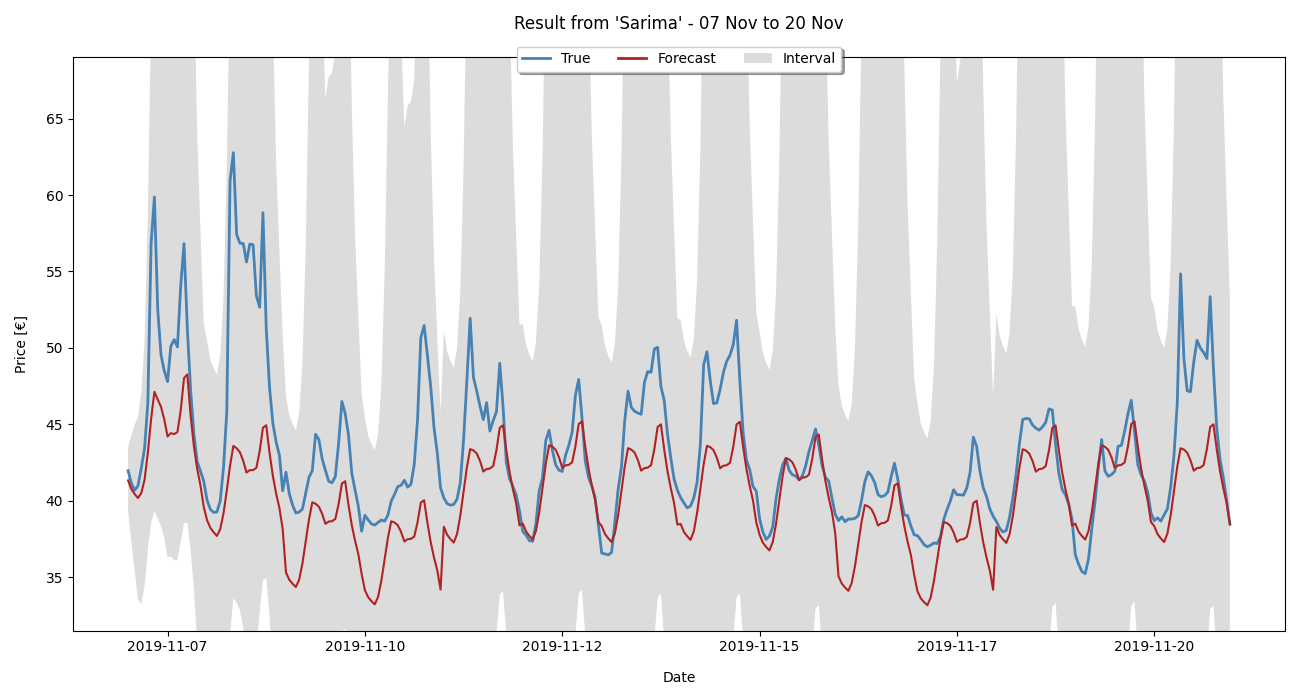 Result from 'Sarima' - 07 Nov to 20 Nov
True Forecast Interval
65
60
55
50
45
40
35
Price [€]
2019-11-07 2019-11-10 2019-11-12 2019-11-15 2019-11-17 2019-11-20
Date